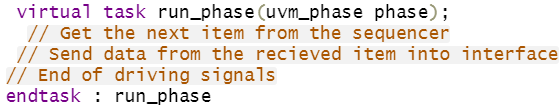 virtual task run_phase(uvm_phase phase);
// Get the next item from the sequencer
// Send data from the recieved item into interface
// End of driving signals
endtask : run_phase